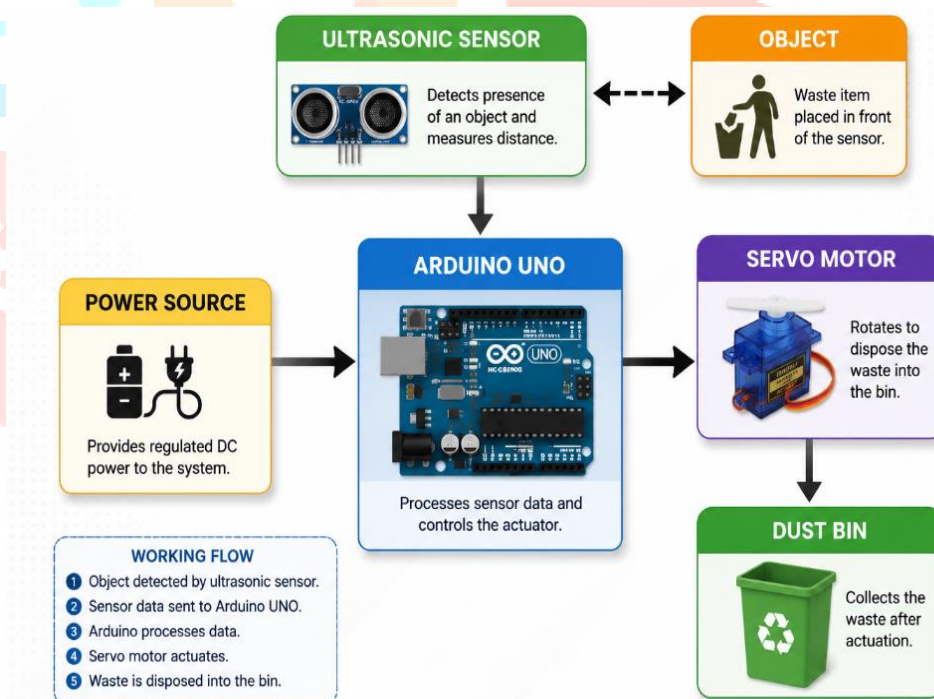 ULTRASONIC SENSOR
Detects presence
of an object and
measures distance.
OBJECT
Waste item
placed in front
of the sensor.
POWER SOURCE
Provides regulated DC
power to the system.
ARDUINO UNO
UNO
Processes sensor data and
controls the actuator.
SERVO MOTOR
Rotates to
dispose the
waste into
the bin.
DUST BIN
Collects the
waste after
actuation.
WORKING FLOW
1 Object detected by ultrasonic sensor.
2 Sensor data sent to Arduino UNO.
3 Arduino processes data.
4 Servo motor actuates.
5 Waste is disposed into the bin.